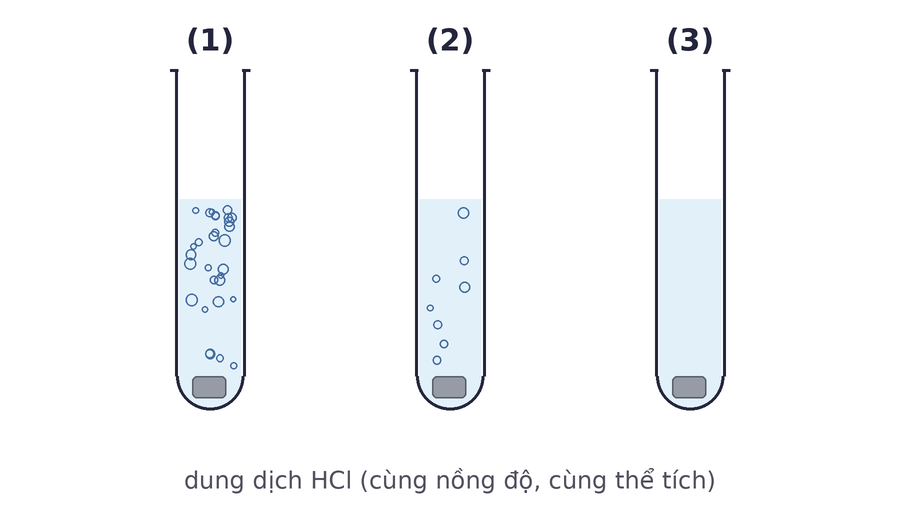 (1) (2) (3)
dung dịch HCl (cùng nồng độ, cùng thể tích)